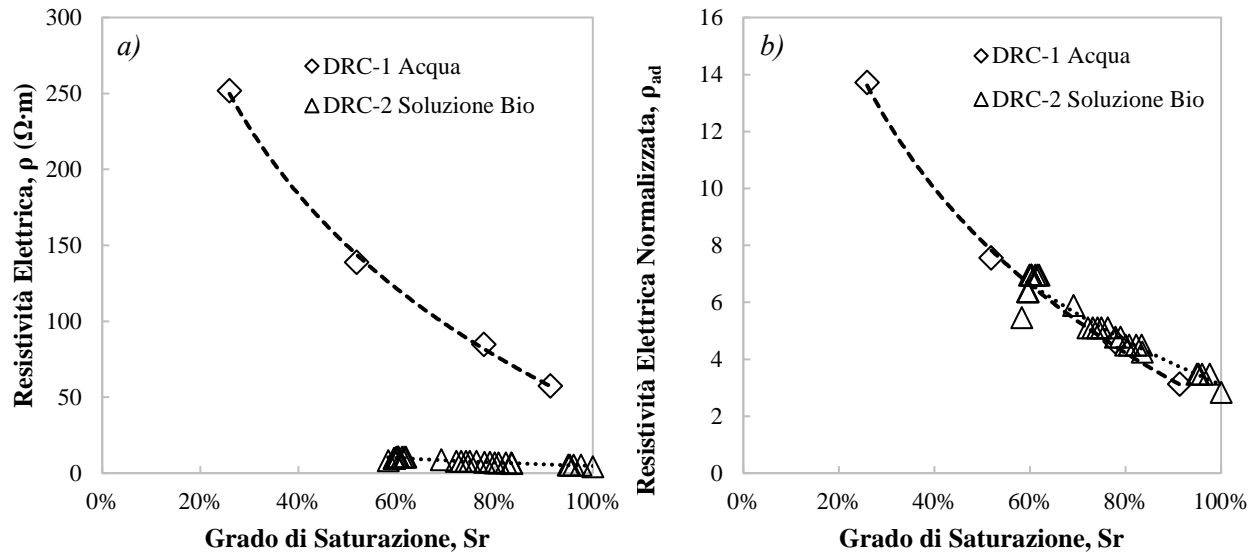 a)
Resistività Elettrica, ρ (Ω·m)
300
250
200
150
100
50
0
◇ DRC-1 Acqua
△ DRC-2 Soluzione Bio
0% 20% 40% 60% 80% 100%
Grado di Saturazione, Sr
b)
Resistività Elettrica Normalizzata, ρad
16
14
12
10
8
6
4
2
0
◇ DRC-1 Acqua
△ DRC-2 Soluzione Bio
0% 20% 40% 60% 80% 100%
Grado di Saturazione, Sr